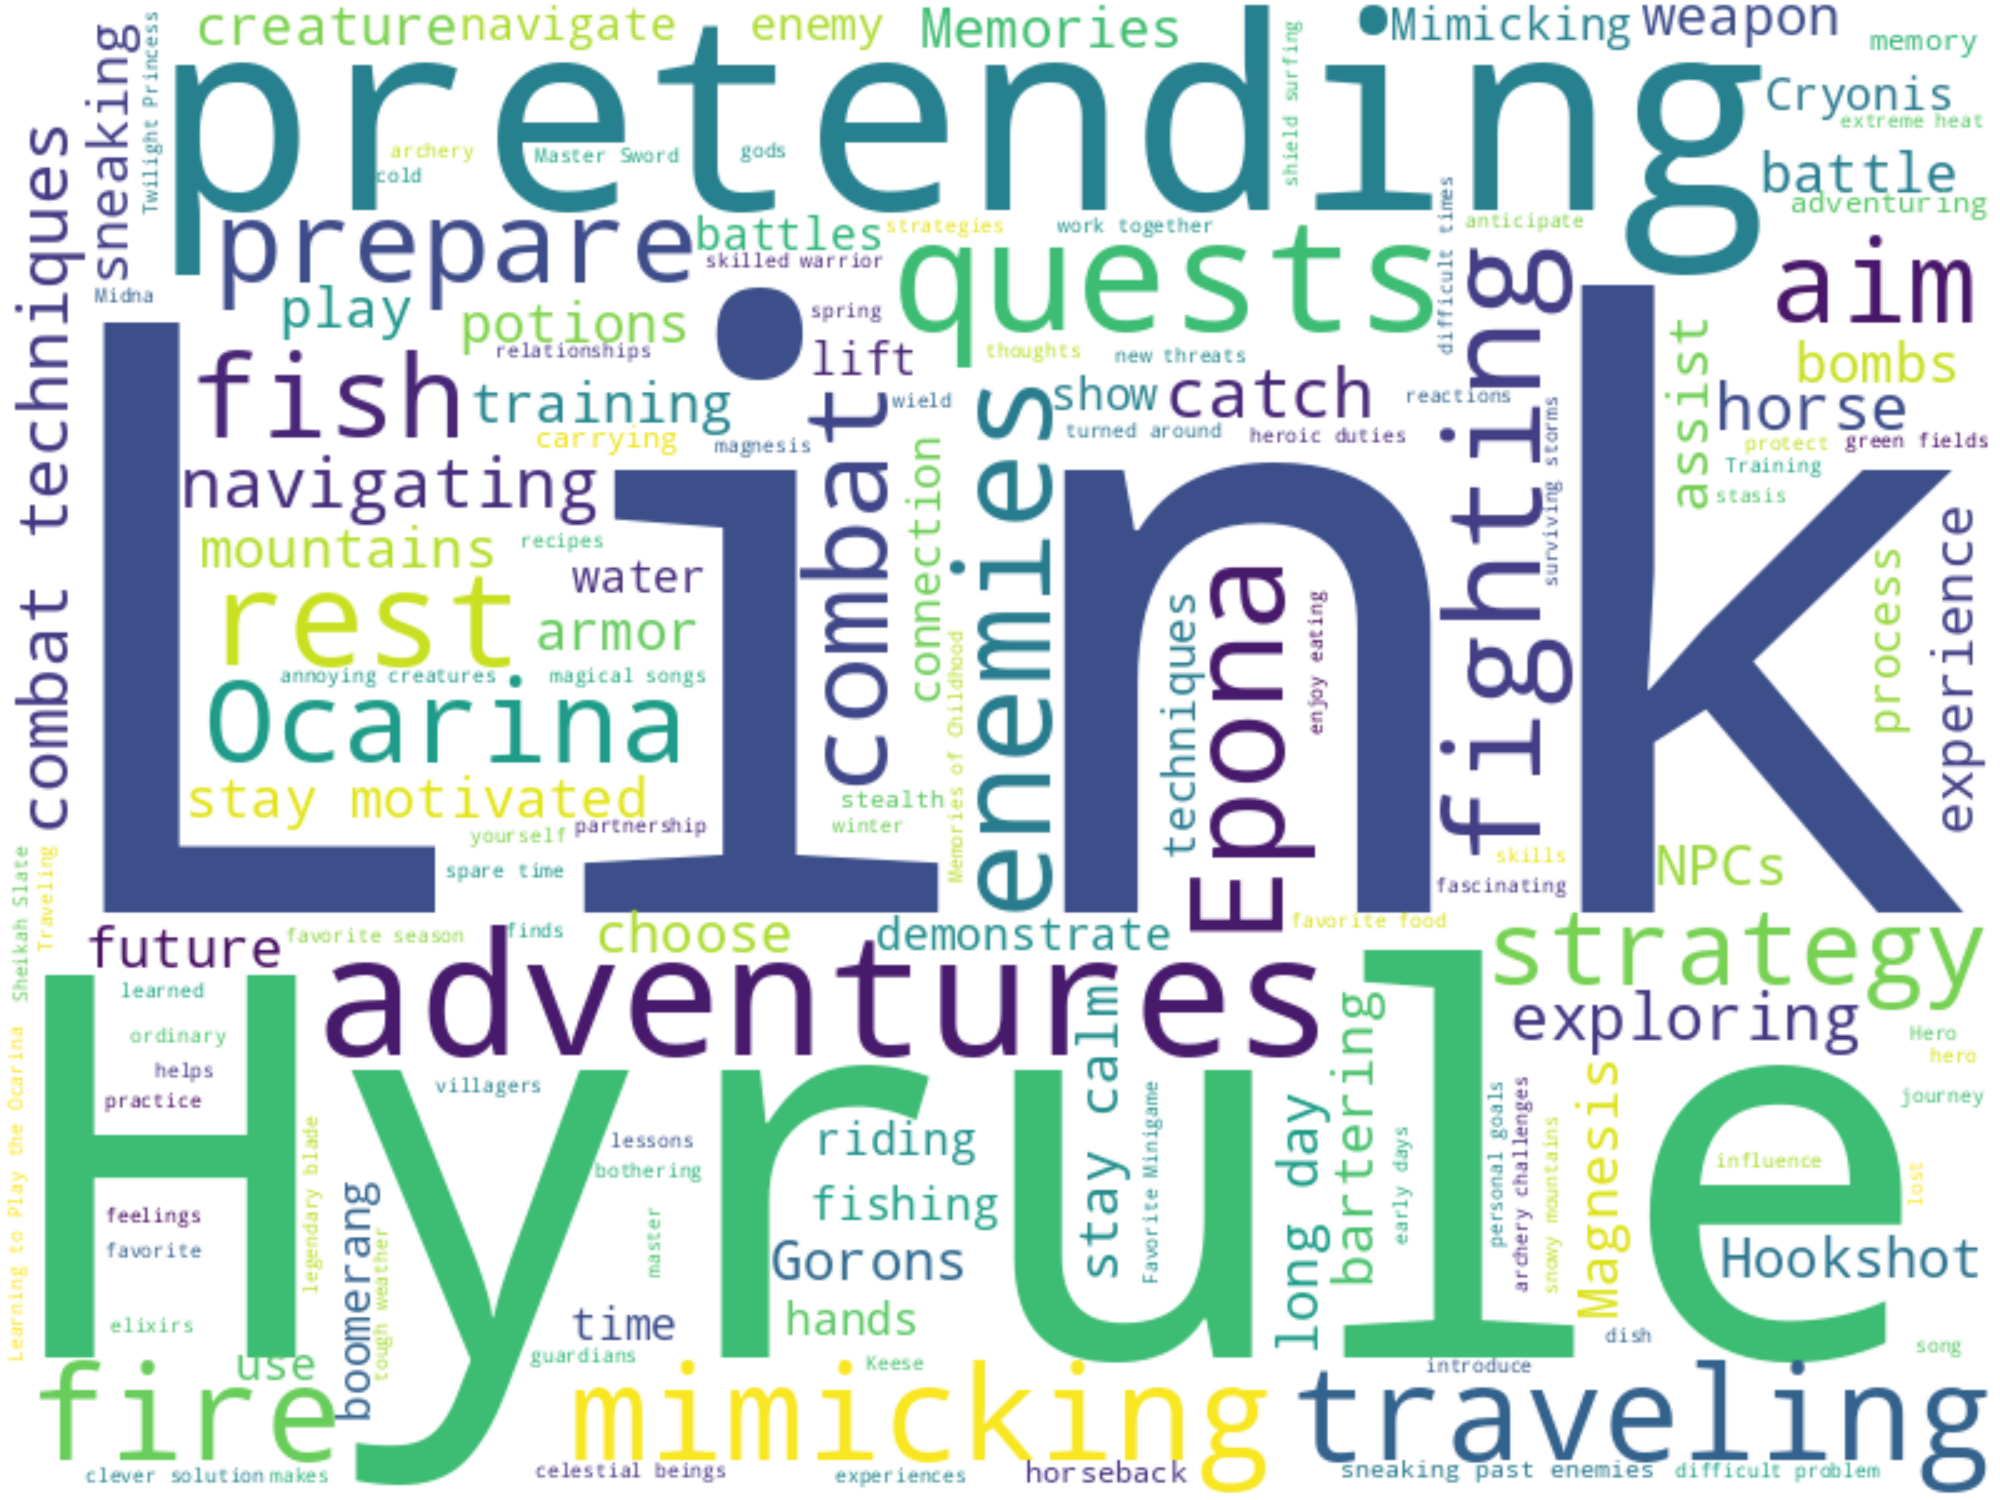 creature
navigate
enemy
Memories
Mimicking
weapon
memory
sneaking
Twilight Princess
pretending
shield surfing
Cryonis
extreme heat
archery
Master Sword
gods
cold
battle
adventuring
combat techniques
prepare
battles
strategies
work together
anticipate
skilled warrior
quests
difficult times
fighting
aim
Midna
play
potions
spring
relationships
lift
thoughts
new threats
assist
bombs
Link
fish
training
wield
show
catch
reactions
horse
carrying
magnesis
turned around
heroic duties
protect
green fields
Training
stasis
navigating
combat
connection
enemies
surviving storms
mountains
recipes
water
rest
armor
techniques
Epona
enjoy eating
process
experience
annoying creatures
magical songs
Ocarina
Memories of Childhood
stay motivated
stealth
winter
yourself
partnership
spare time
skills
fascinating
NPCs
Sheikah Slate
Traveling
future
favorite season
finds
choose
demonstrate
favorite food
strategy
adventures
exploring
Hyrule
learned
ordinary
helps
practice
villagers
stay calm
bartering
Hero
hero
journey
Learning to Play the Ocarina
legendary blade
lessons
bothering
riding
fishing
Favorite Minigame
long day
early days
personal goals
archery challenges
snowy mountains
Magnesis
influence
lost
feelings
favorite
boomerang
tough weather
master
Gorons
Hookshot
elixirs
time
hands
dish
song
use
guardians
Keese
introduce
fire
mimicking
traveling
clever solution
makes
celestial beings
experiences
horseback
sneaking past enemies
difficult problem